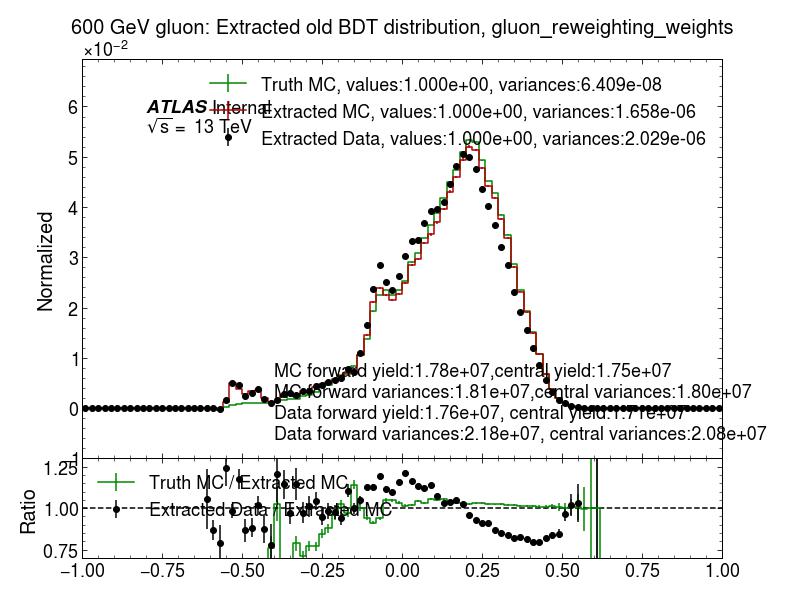 600 GeV gluon: Extracted old BDT distribution, gluon_reweighting_weights
×10⁻²
Truth MC, values:1.000e+00, variances:6.409e-08
ATLAS Internal
Extracted MC, values:1.000e+00, variances:1.658e-06
√s = 13 TeV
Extracted Data, values:1.000e+00, variances:2.029e-06
6
5
4
3
2
1
0
1
Normalized
MC forward yield:1.78e+07,central yield:1.75e+07
MC forward variances:1.81e+07,central variances:1.80e+07
Data forward yield:1.76e+07, central yield:1.71e+07
Data forward variances:2.18e+07, central variances:2.08e+07
1.25
1.00
0.75
Ratio
Truth MC / Extracted MC
Extracted Data / Extracted MC
−1.00 −0.75 −0.50 −0.25 0.00 0.25 0.50 0.75 1.00